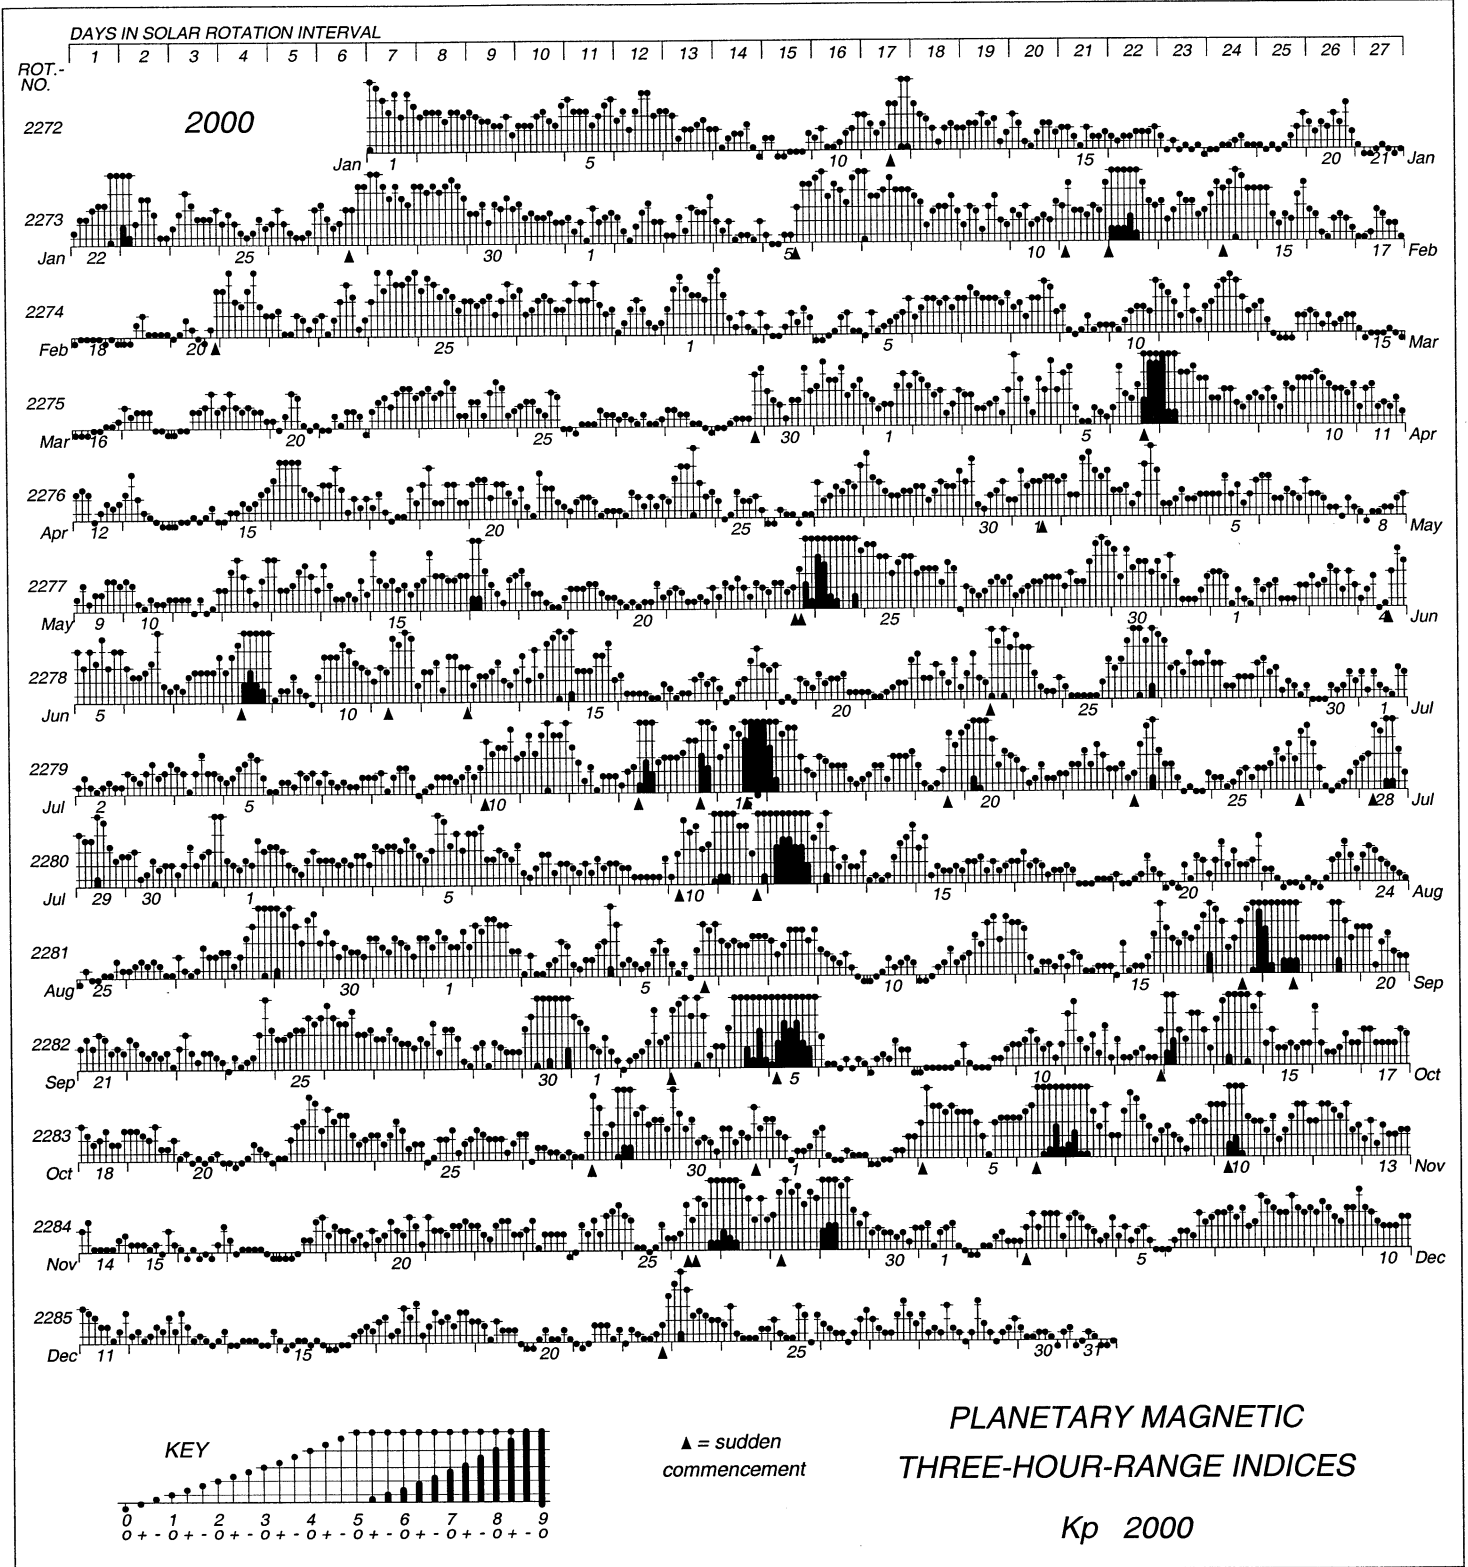 DAYS IN SOLAR ROTATION INTERVAL
1 2 3 4 5 6 7 8 9 10 11 12 13 14 15 16 17 18 19 20 21 22 23 24 25 26 27
ROT.-
NO.
2000
2272
Jan 1 5 10 15 20 21 Jan
2273
Jan 22 25 30 1 5 10 15 17 Feb
2274
Feb 18 20 25 1 5 10 15 Mar
2275
Mar 16 20 25 30 1 5 10 11 Apr
2276
Apr 12 15 20 25 30 1 5 8 May
2277
May 9 10 15 20 25 30 1 4 Jun
2278
Jun 5 10 15 20 25 30 1 Jul
2279
Jul 2 5 10 15 20 25 28 Jul
2280
Jul 29 30 1 5 10 15 20 24 Aug
2281
Aug 25 30 1 5 10 15 20 Sep
2282
Sep 21 25 30 1 5 10 15 17 Oct
2283
Oct 18 20 25 30 1 5 10 13 Nov
2284
Nov 14 15 20 25 30 1 5 10 Dec
2285
Dec 11 15 20 25 30 31
KEY
0 1 2 3 4 5 6 7 8 9
o + - o + - o + - o + - o + - o + - o + - o + - o + - o
▲ = sudden
commencement
PLANETARY MAGNETIC
THREE-HOUR-RANGE INDICES
Kp 2000